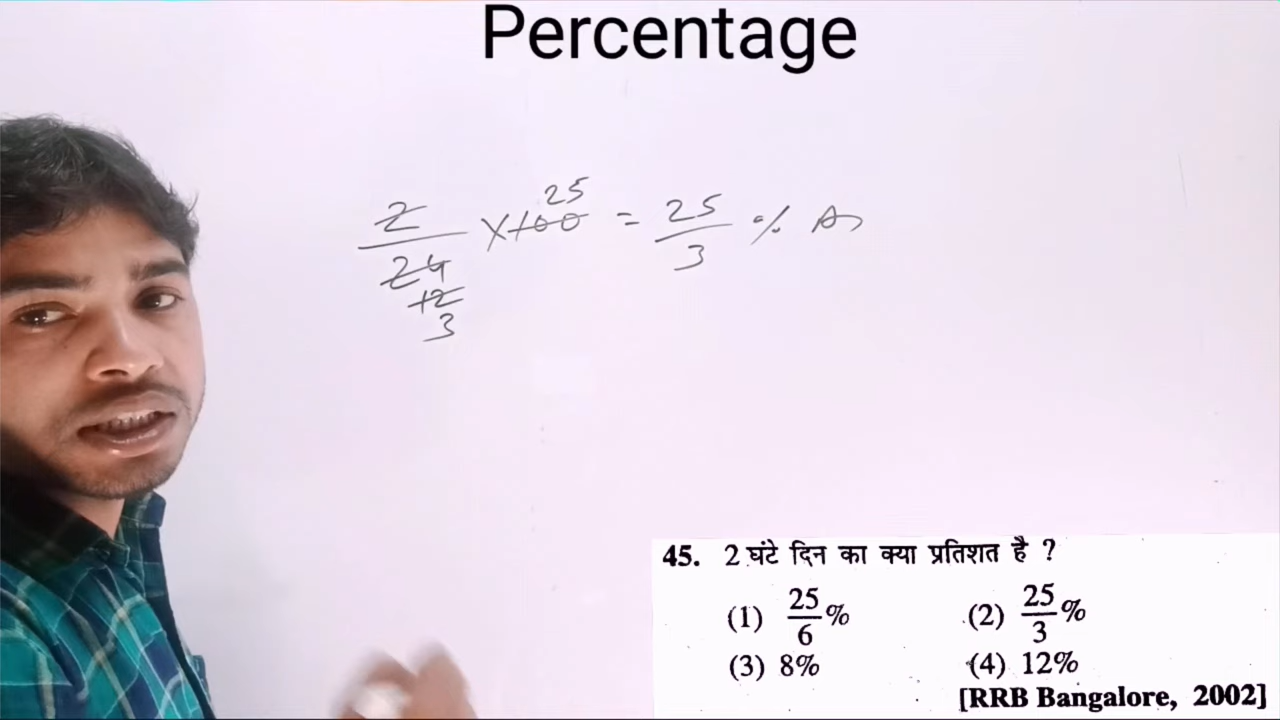 Percentage
2/24 × 100 = 25/3 % As
25
12
3
45. 2 घंटे दिन का क्या प्रतिशत है ?
(1) 25/6 % (2) 25/3 %
(3) 8% (4) 12%
[RRB Bangalore, 2002]